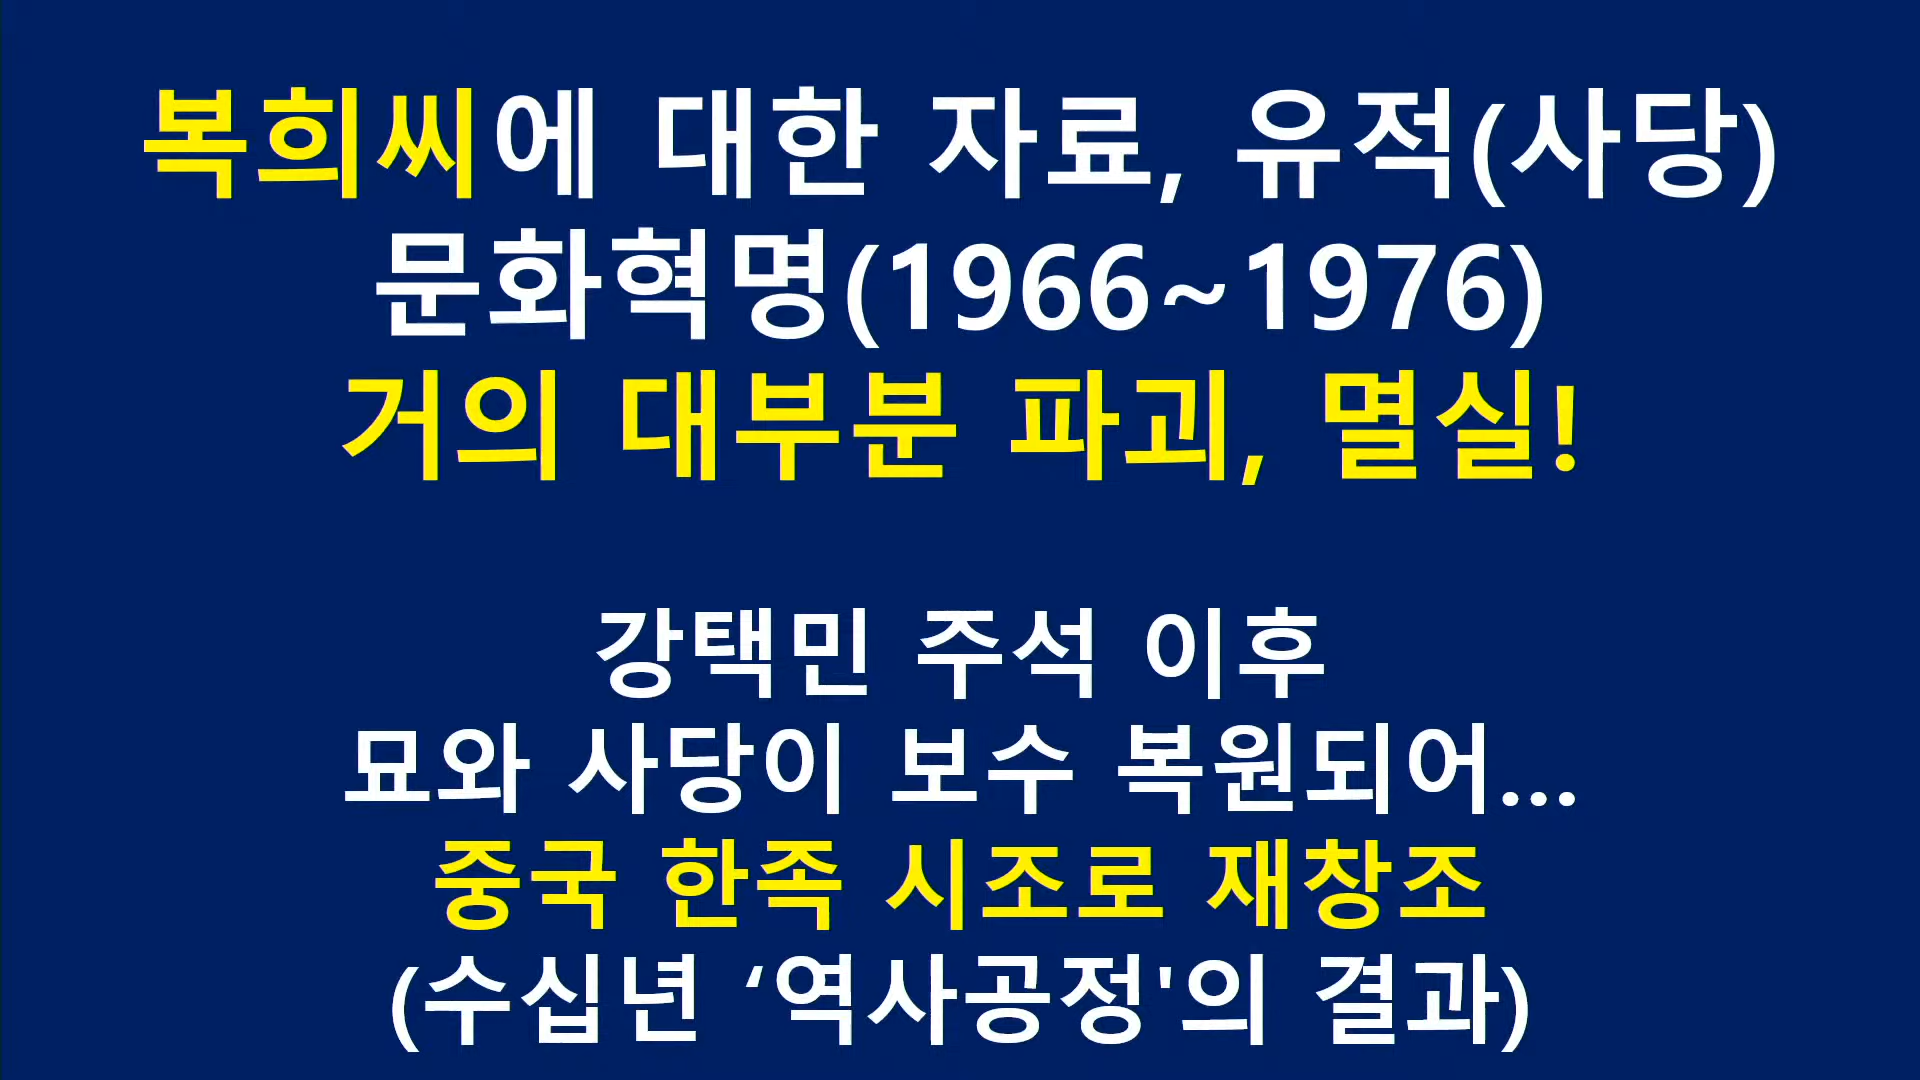 복희씨에 대한 자료, 유적(사당)
문화혁명(1966~1976)
거의 대부분 파괴, 멸실!
강택민 주석 이후
묘와 사당이 보수 복원되어...
중국 한족 시조로 재창조
(수십년 ‘역사공정'의 결과)